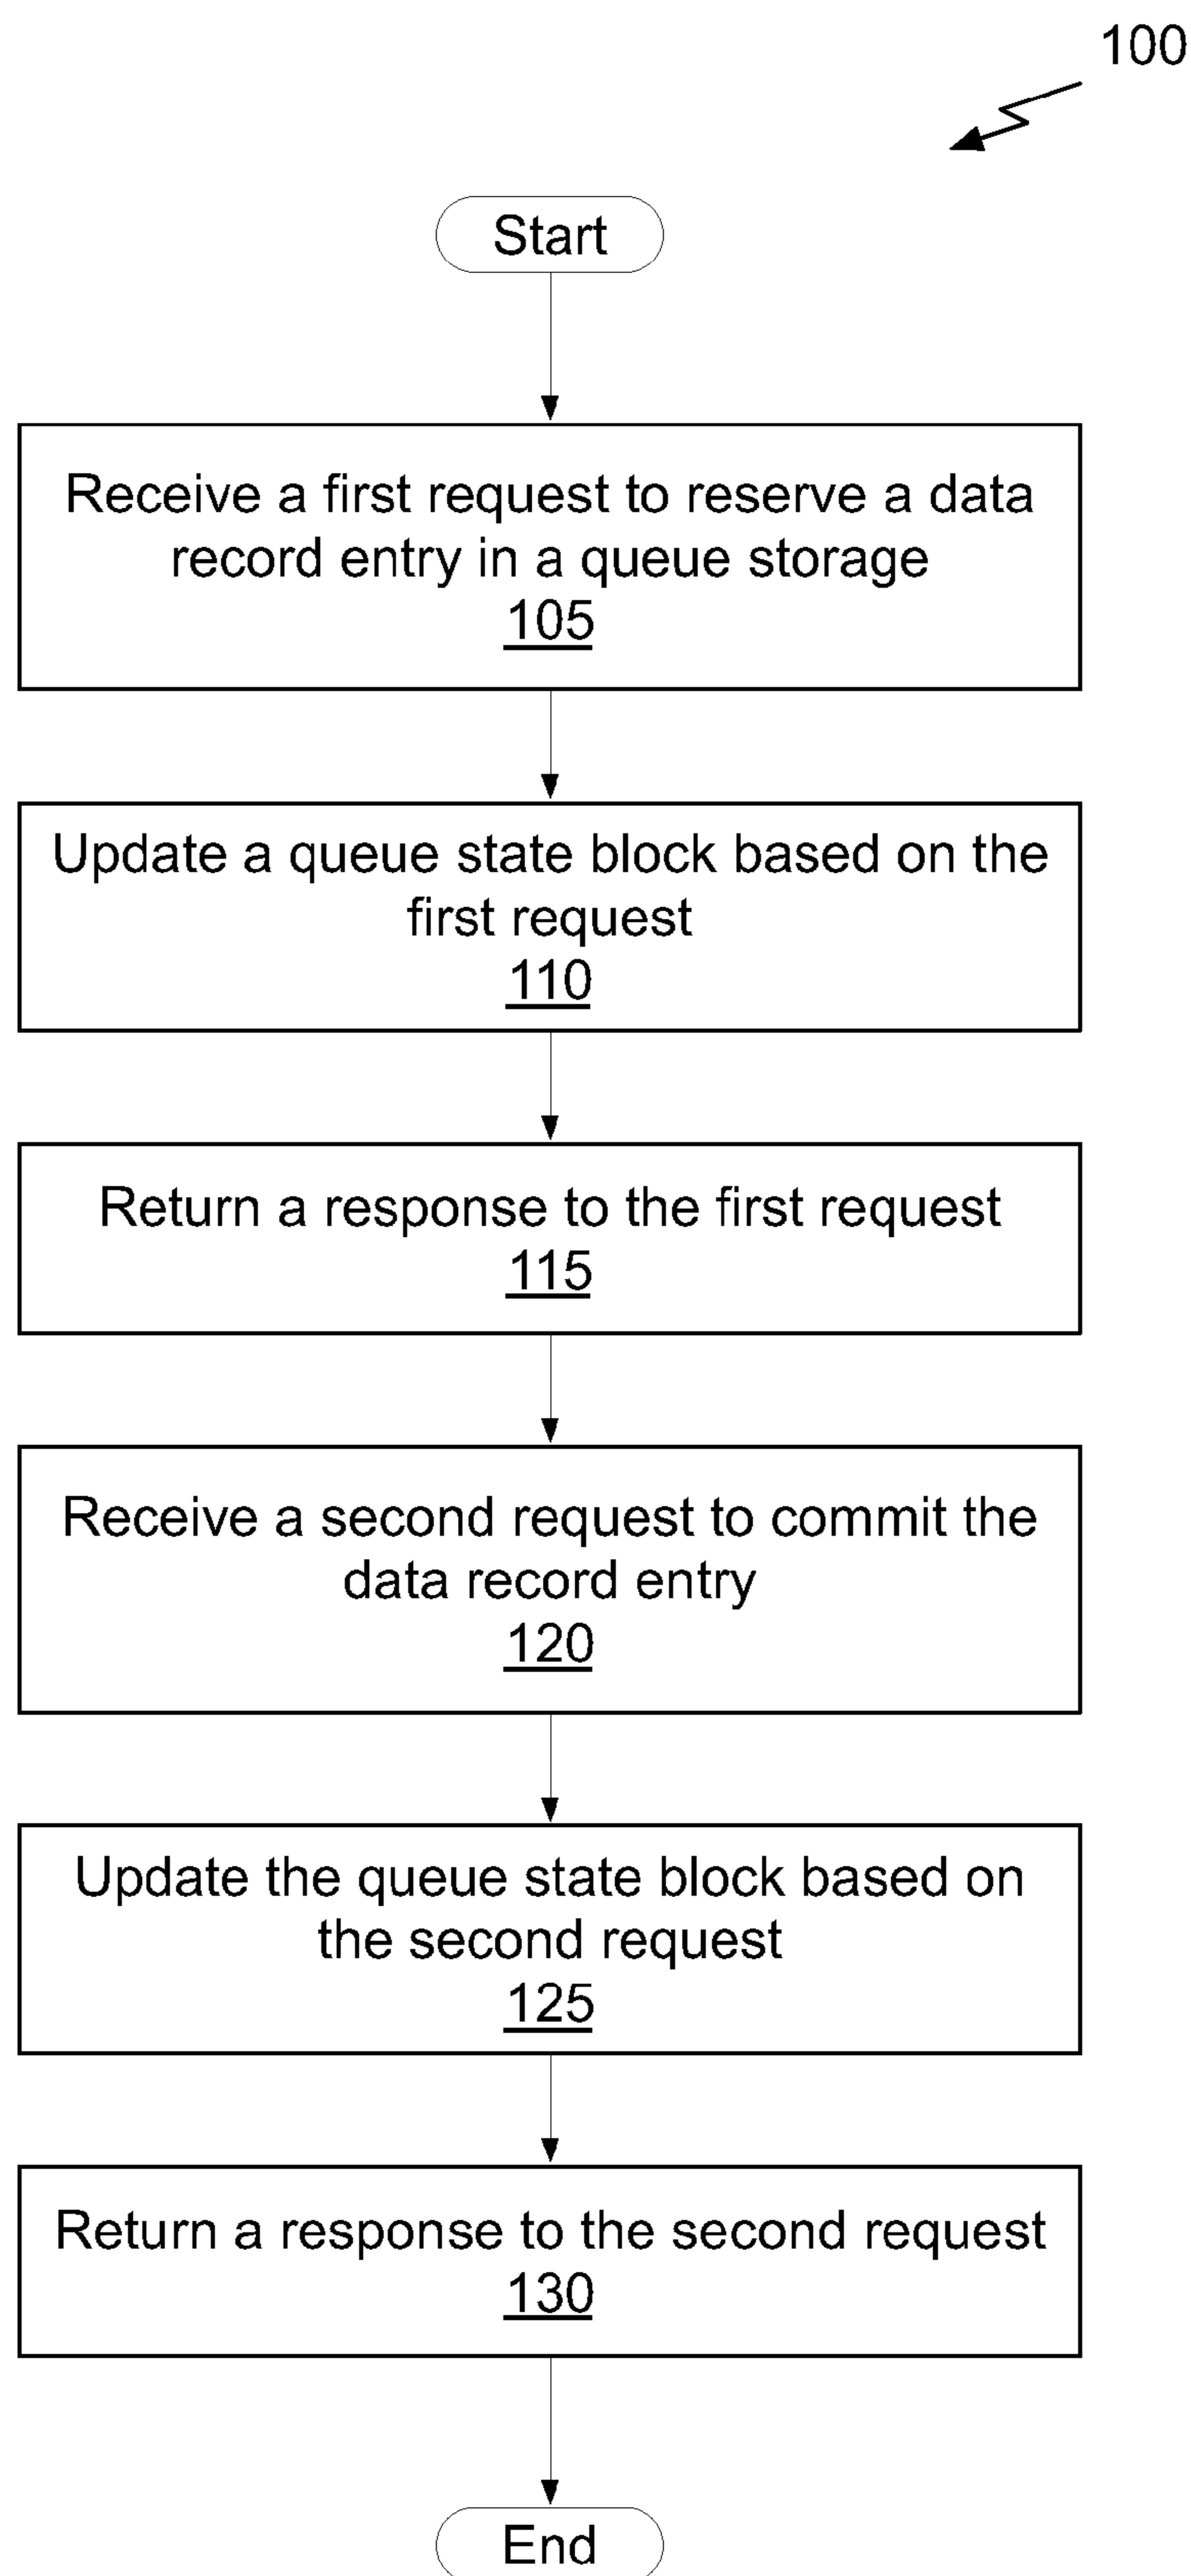 100
Start
Receive a first request to reserve a data
record entry in a queue storage
105
Update a queue state block based on the
first request
110
Return a response to the first request
115
Receive a second request to commit the
data record entry
120
Update the queue state block based on
the second request
125
Return a response to the second request
130
End